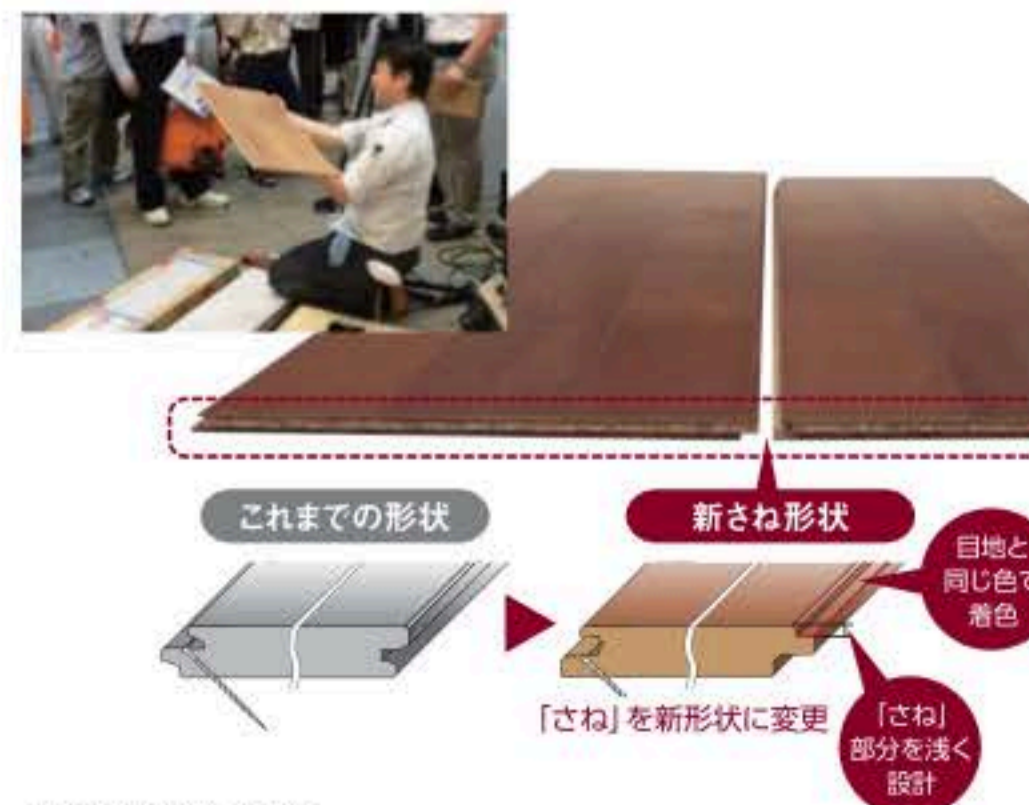 これまでの形状
新さね形状
目地と
同じ色で
着色
「さね」を新形状に変更
「さね」
部分を浅く
設計